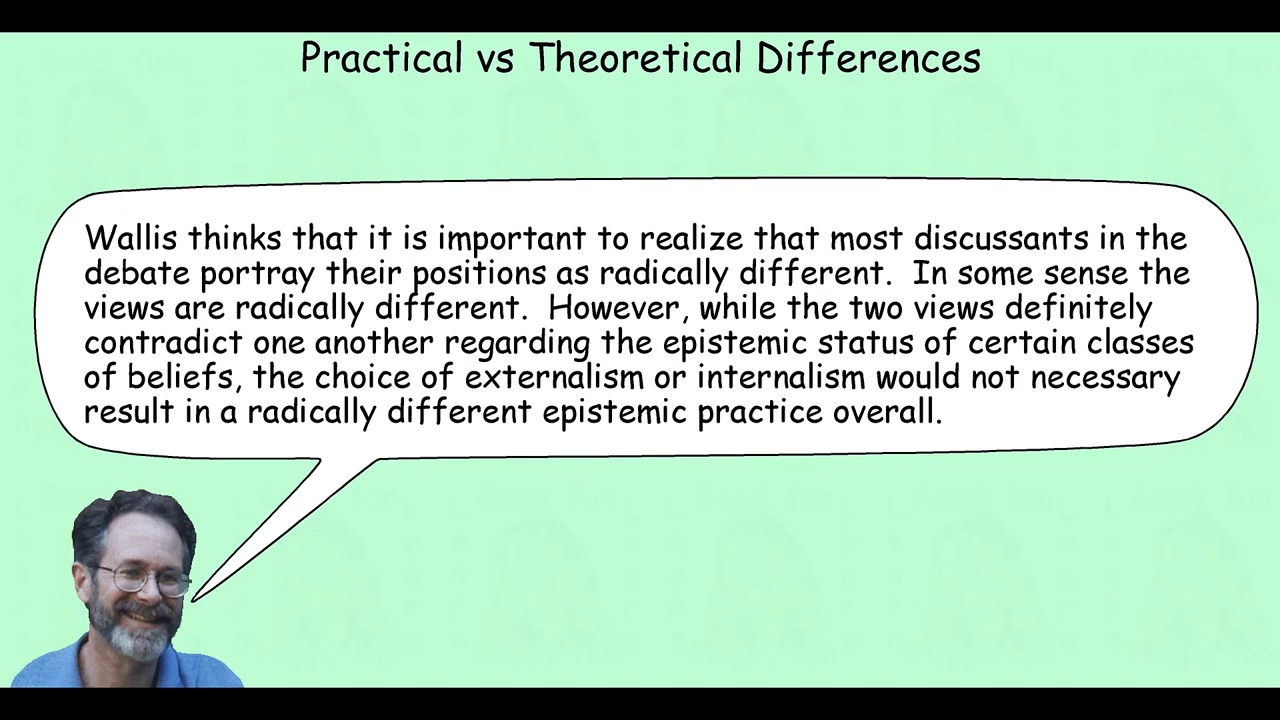 Practical vs Theoretical Differences
Wallis thinks that it is important to realize that most discussants in the
debate portray their positions as radically different.  In some sense the
views are radically different.  However, while the two views definitely
contradict one another regarding the epistemic status of certain classes
of beliefs, the choice of externalism or internalism would not necessary
result in a radically different epistemic practice overall.